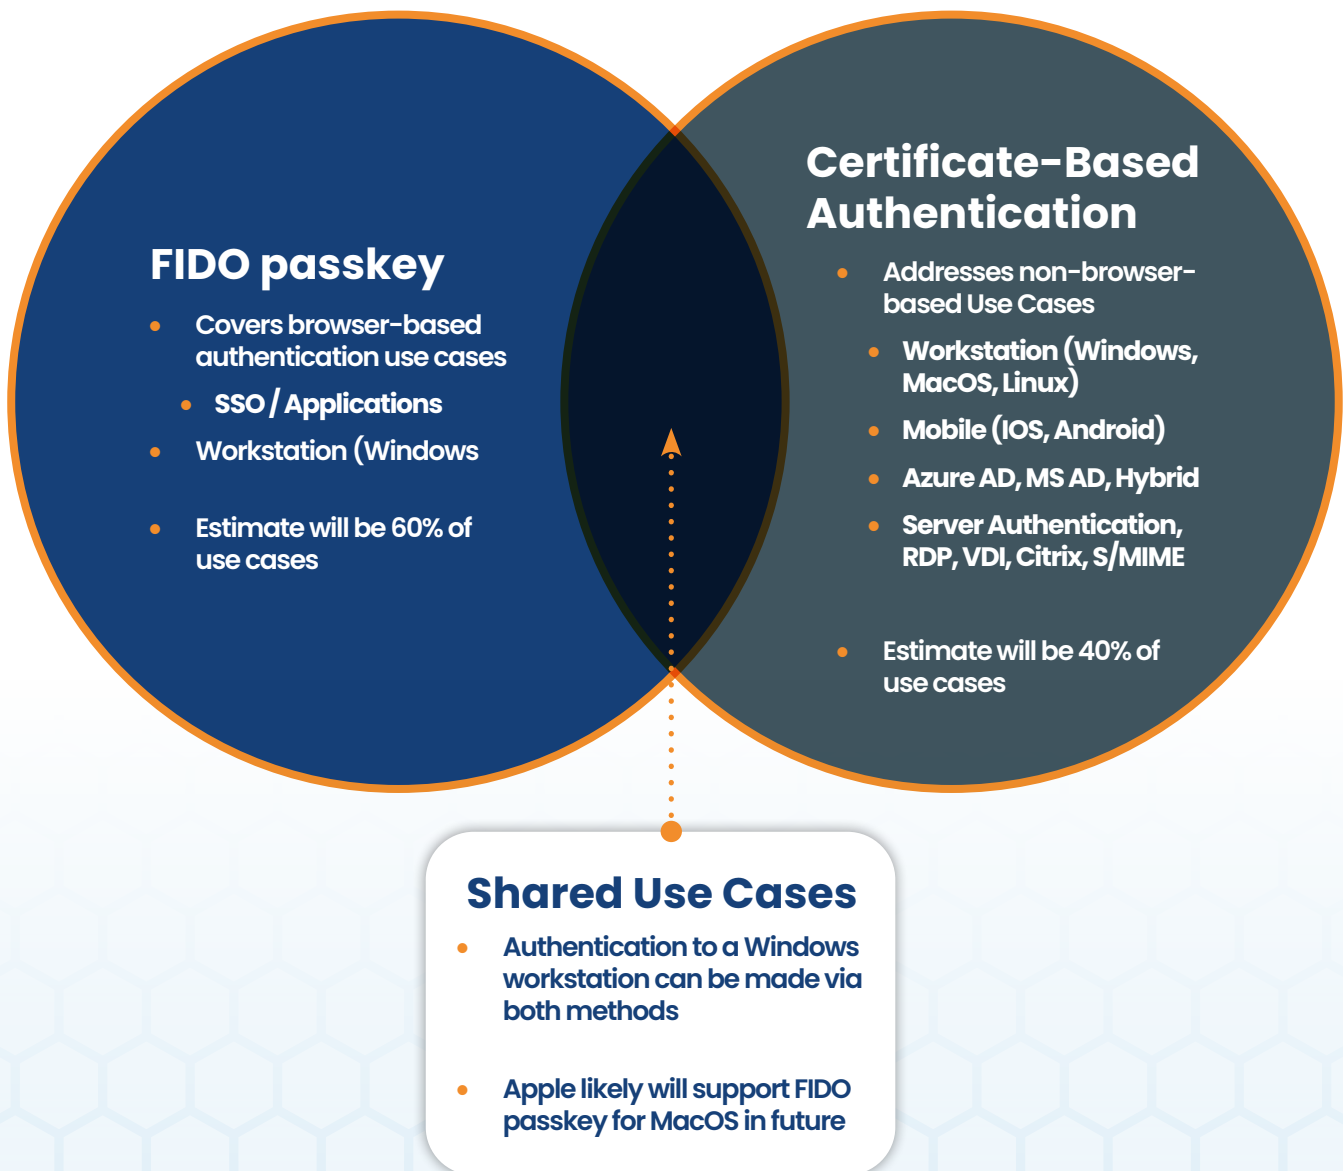 FIDO passkey
Covers browser-based
authentication use cases
SSO / Applications
Workstation (Windows
Estimate will be 60% of
use cases
Certificate-Based
Authentication
Addresses non-browser-
based Use Cases
Workstation (Windows,
MacOS, Linux)
Mobile (IOS, Android)
Azure AD, MS AD, Hybrid
Server Authentication,
RDP, VDI, Citrix, S/MIME
Estimate will be 40% of
use cases
Shared Use Cases
Authentication to a Windows
workstation can be made via
both methods
Apple likely will support FIDO
passkey for MacOS in future